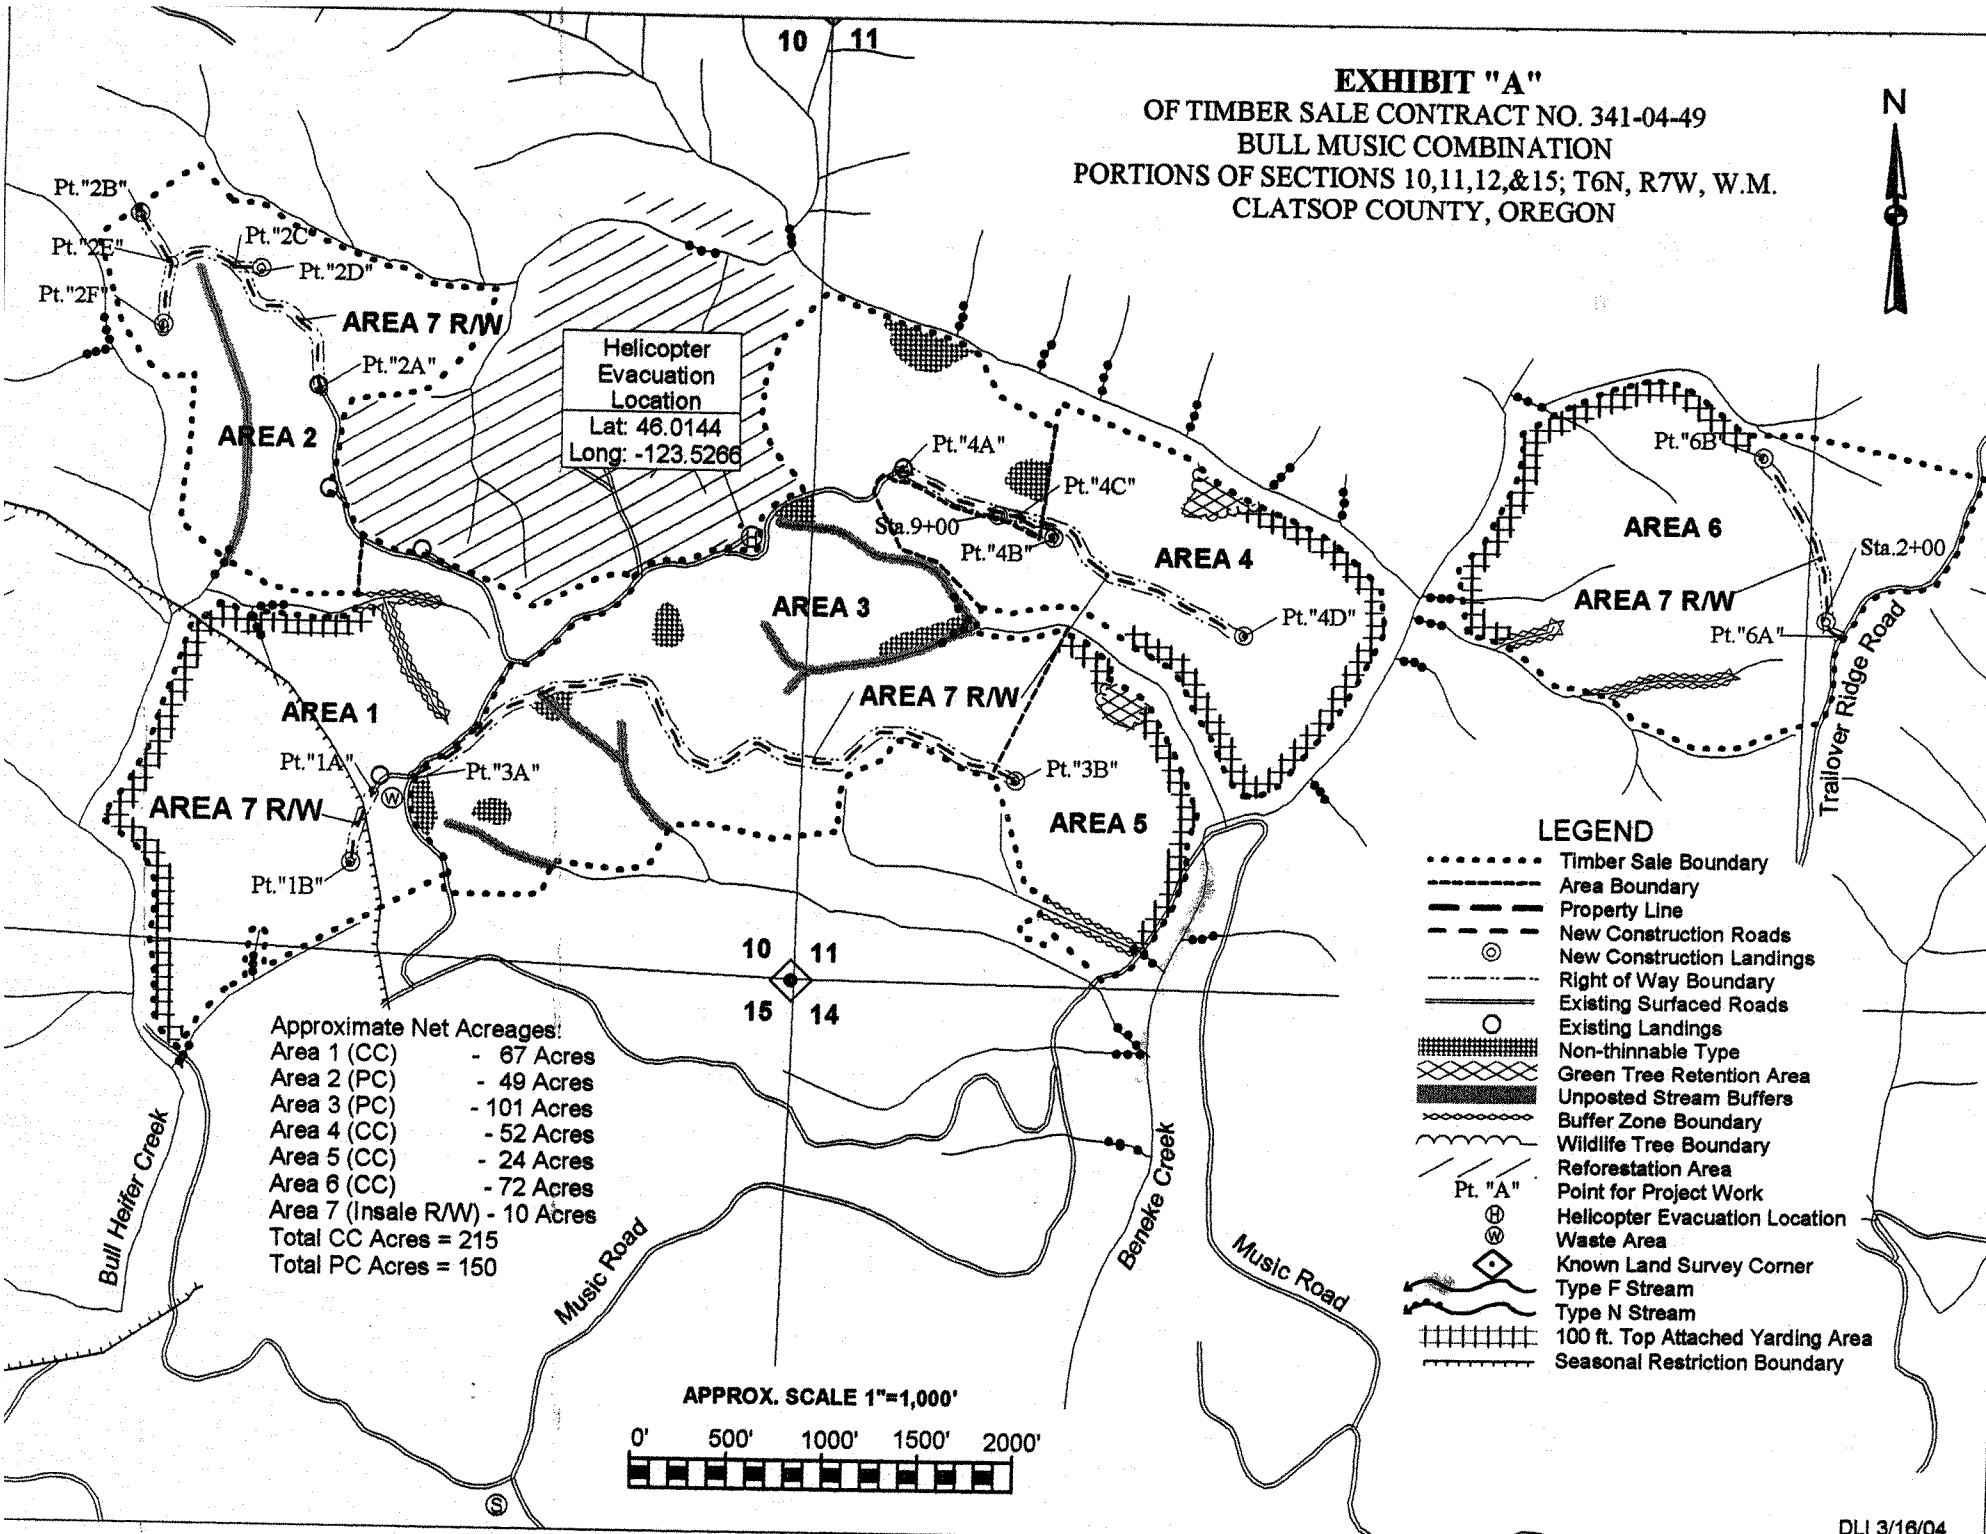 10 11
EXHIBIT "A"
OF TIMBER SALE CONTRACT NO. 341-04-49
BULL MUSIC COMBINATION
PORTIONS OF SECTIONS 10,11,12,&15; T6N, R7W, W.M.
CLATSOP COUNTY, OREGON
N
Pt."2B"
Pt."2E"
Pt."2C"
Pt."2D"
Pt."2F"
AREA 7 R/W
Pt."2A"
AREA 2
Helicopter
Evacuation
Location
Lat: 46.0144
Long: -123.5266
H
Pt."4A"
Pt."4C"
Sta.9+00
Pt."4B"
AREA 4
Pt."4D"
Pt."6B"
AREA 6
Sta.2+00
AREA 7 R/W
Pt."6A"
Trailover Ridge Road
AREA 3
AREA 7 R/W
AREA 1
Pt."1A"
Pt."3A"
W
Pt."3B"
AREA 7 R/W
Pt."1B"
AREA 5
10 11
15 14
Approximate Net Acreages:
Area 1 (CC) - 67 Acres
Area 2 (PC) - 49 Acres
Area 3 (PC) - 101 Acres
Area 4 (CC) - 52 Acres
Area 5 (CC) - 24 Acres
Area 6 (CC) - 72 Acres
Area 7 (Insale R/W) - 10 Acres
Total CC Acres = 215
Total PC Acres = 150
Bull Heifer Creek
Music Road
Beneke Creek
Music Road
LEGEND
Timber Sale Boundary
Area Boundary
Property Line
New Construction Roads
New Construction Landings
Right of Way Boundary
Existing Surfaced Roads
Existing Landings
Non-thinnable Type
Green Tree Retention Area
Unposted Stream Buffers
Buffer Zone Boundary
Wildlife Tree Boundary
Reforestation Area
Pt. "A" Point for Project Work
H Helicopter Evacuation Location
W Waste Area
Known Land Survey Corner
Type F Stream
Type N Stream
100 ft. Top Attached Yarding Area
Seasonal Restriction Boundary
APPROX. SCALE 1"=1,000'
0' 500' 1000' 1500' 2000'
S
DLI 3/16/04